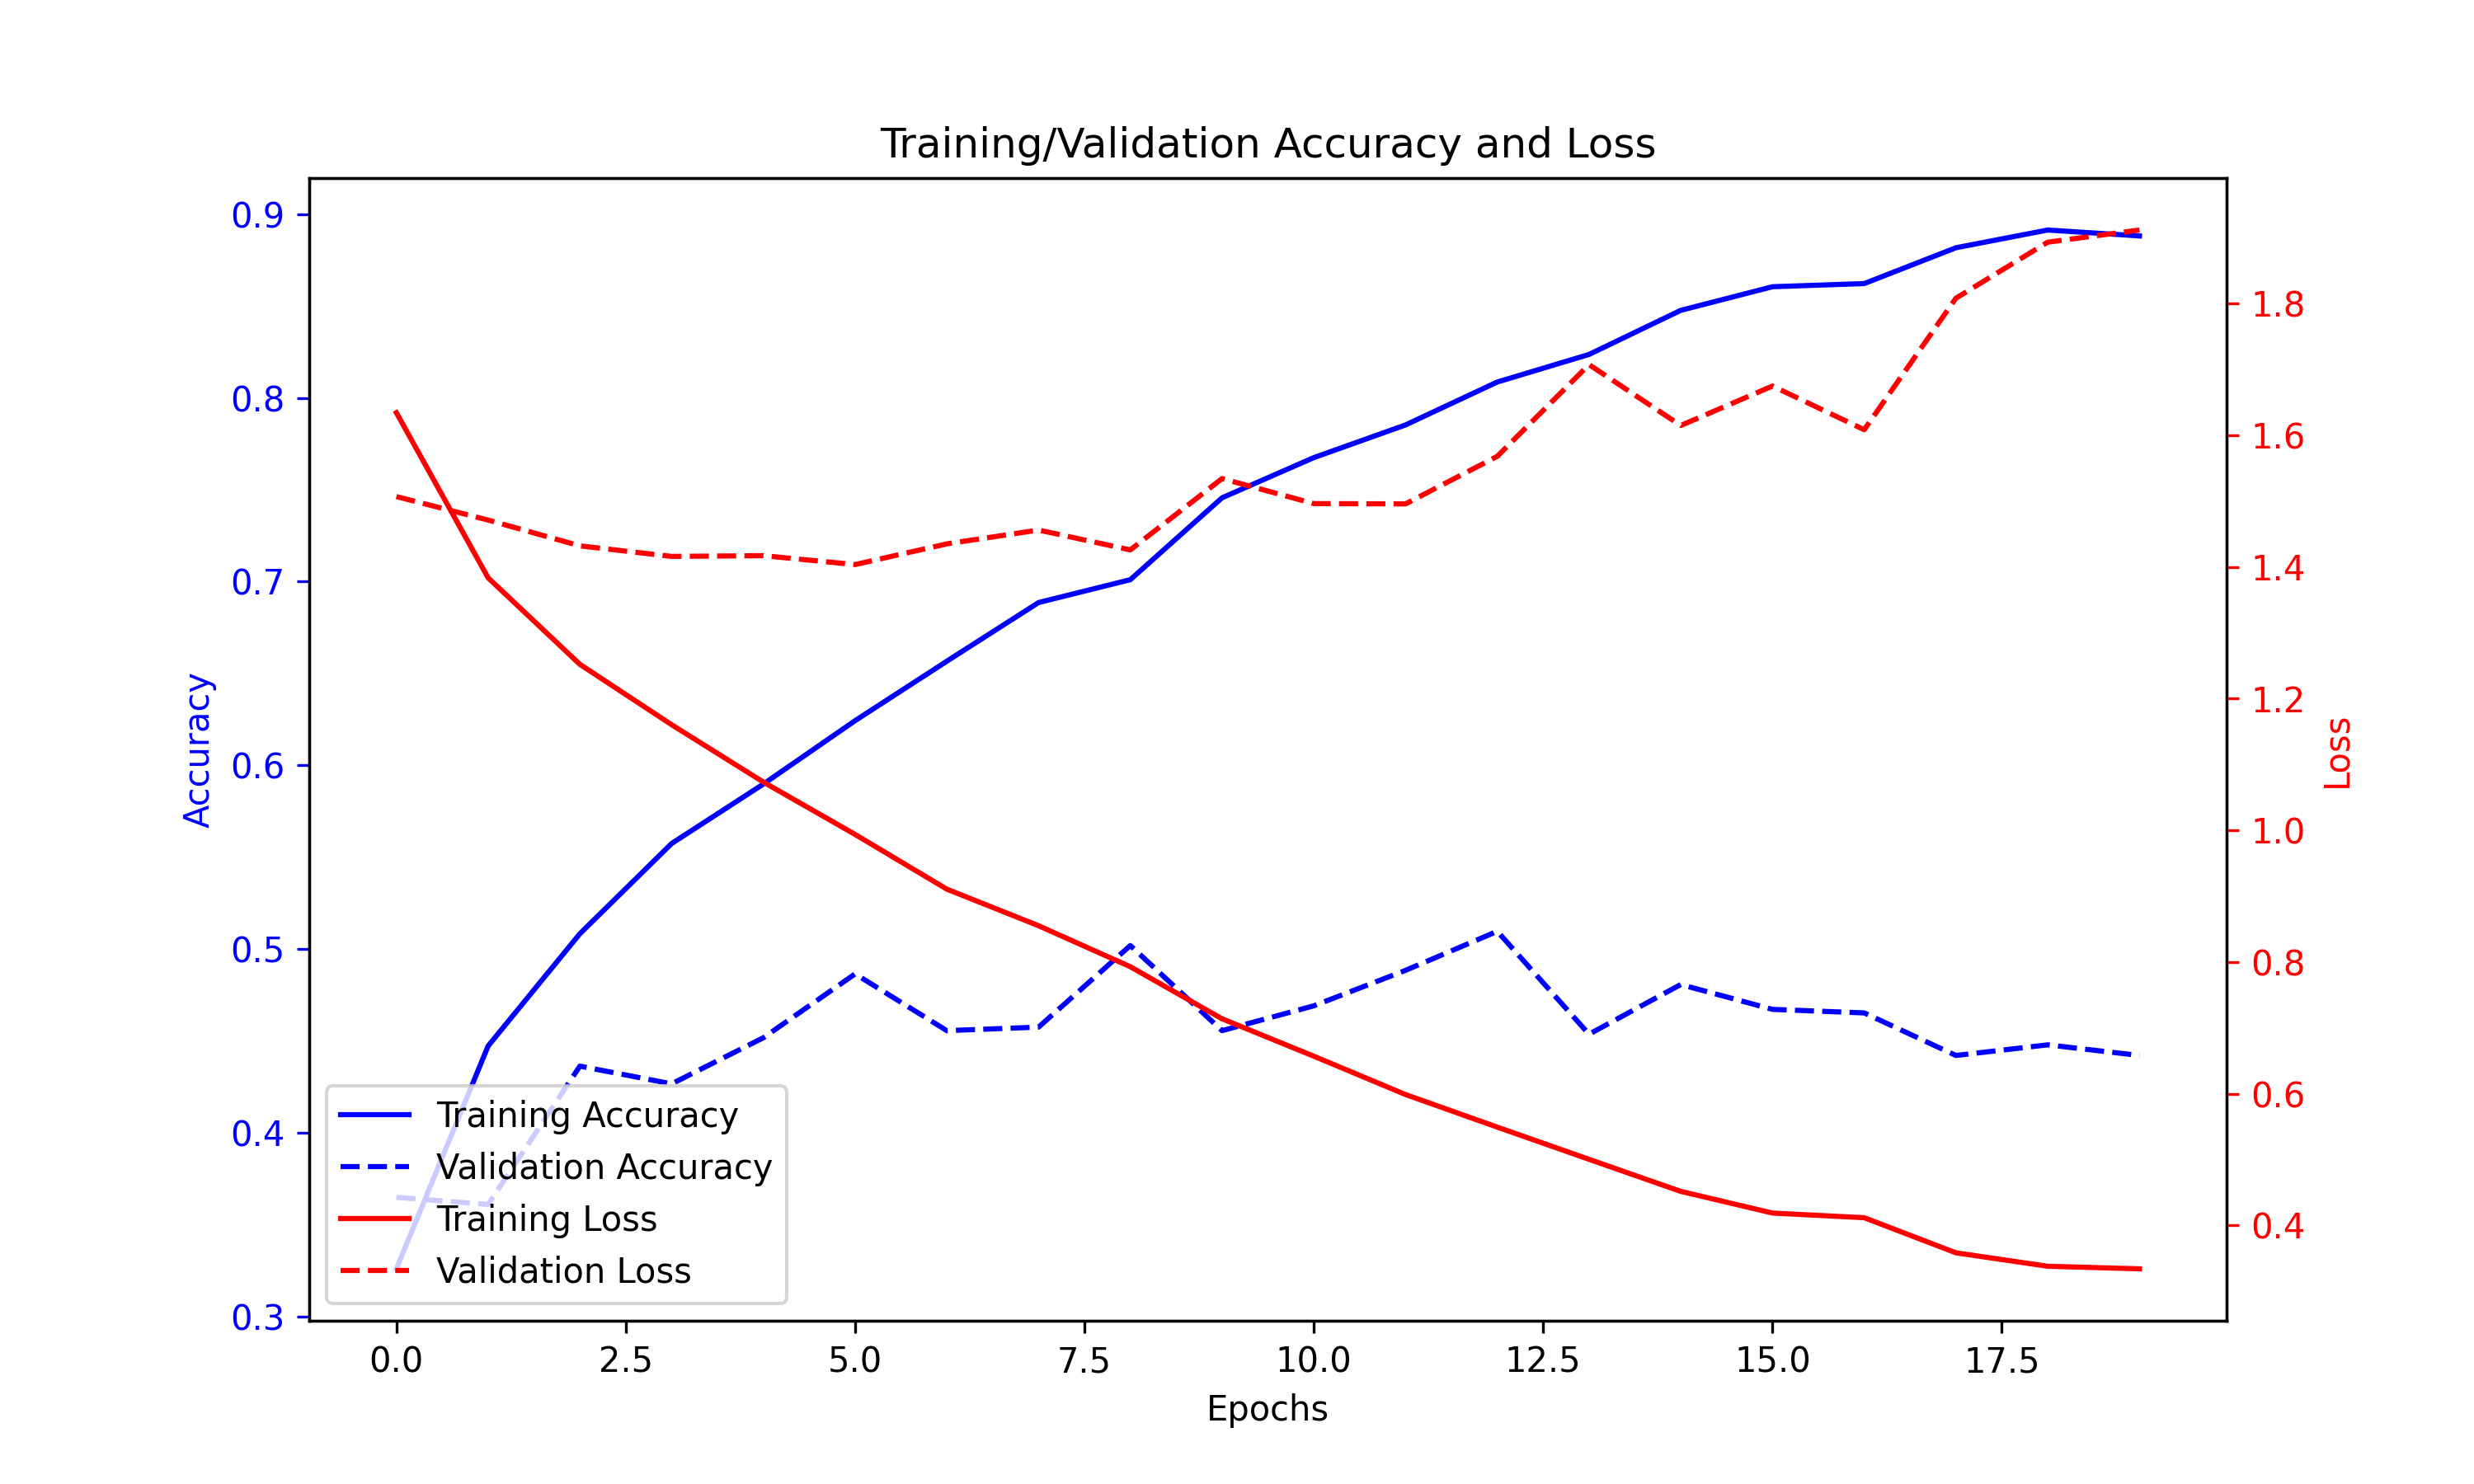 Training/Validation Accuracy and Loss
Accuracy
0.9
0.8
0.7
0.6
0.5
0.4
0.3
1.8
1.6
1.4
1.2
1.0
0.8
0.6
0.4
Loss
Training Accuracy
Validation Accuracy
Training Loss
Validation Loss
0.0 2.5 5.0 7.5 10.0 12.5 15.0 17.5
Epochs